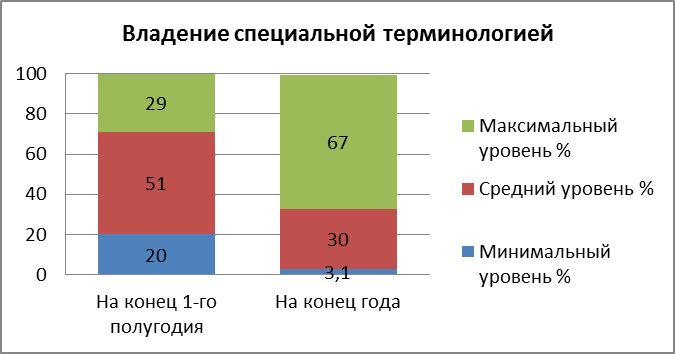 Владение специальной терминологией
100
80
60
40
20
0
29
51
20
67
30
3,1
На конец 1-го
полугодия
На конец года
Максимальный
уровень %
Средний уровень %
Минимальный
уровень %